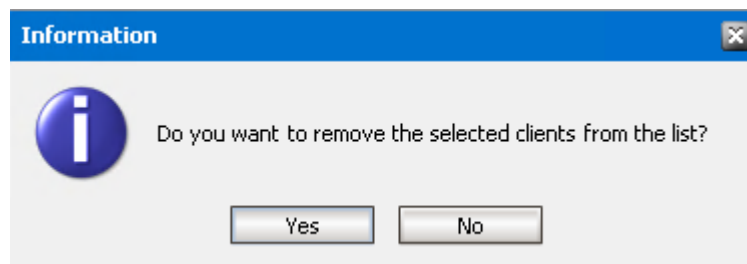 Information
Do you want to remove the selected clients from the list?
Yes No